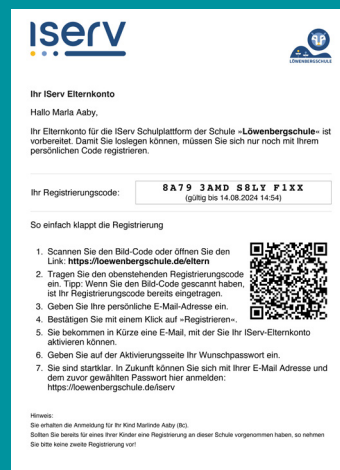 IServ
LÖWENBERGSCHULE
Ihr IServ Elternkonto
Hallo Marla Aaby,
Ihr Elternkonto für die IServ Schulplattform der Schule »Löwenbergschule« ist
vorbereitet. Damit Sie loslegen können, müssen Sie sich nur noch mit Ihrem
persönlichen Code registrieren.
Ihr Registrierungscode:
8A79 3AMD S8LY F1XX
(gültig bis 14.08.2024 14:54)
So einfach klappt die Registrierung
1. Scannen Sie den Bild-Code oder öffnen Sie den
Link: https://loewenbergschule.de/eltern
2. Tragen Sie den obenstehenden Registrierungscode
ein. Tipp: Wenn Sie den Bild-Code gescannt haben,
ist Ihr Registrierungscode bereits eingetragen.
3. Geben Sie Ihre persönliche E-Mail-Adresse ein.
4. Bestätigen Sie mit einem Klick auf »Registrieren«.
5. Sie bekommen in Kürze eine E-Mail, mit der Sie Ihr IServ-Elternkonto
aktivieren können.
6. Geben Sie auf der Aktivierungsseite Ihr Wunschpasswort ein.
7. Sie sind startklar. In Zukunft können Sie sich mit Ihrer E-Mail Adresse und
dem zuvor gewählten Passwort hier anmelden:
https://loewenbergschule.de/iserv
Hinweis:
Sie erhalten die Anmeldung für Ihr Kind Marlinde Aaby (8c).
Sollten Sie bereits für eines Ihrer Kinder eine Registrierung an dieser Schule vorgenommen haben, so nehmen
Sie bitte keine zweite Registrierung vor!